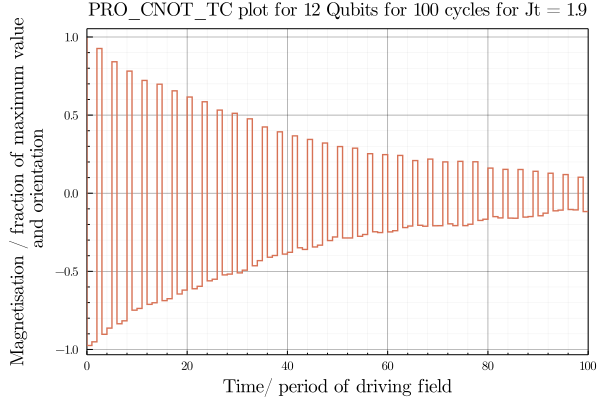 PRO_CNOT_TC plot for 12 Qubits for 100 cycles for Jt = 1.9
Magnetisation / fraction of maximum value
and orientation
1.0
0.5
0.0
−0.5
−1.0
0 20 40 60 80 100
Time/ period of driving field